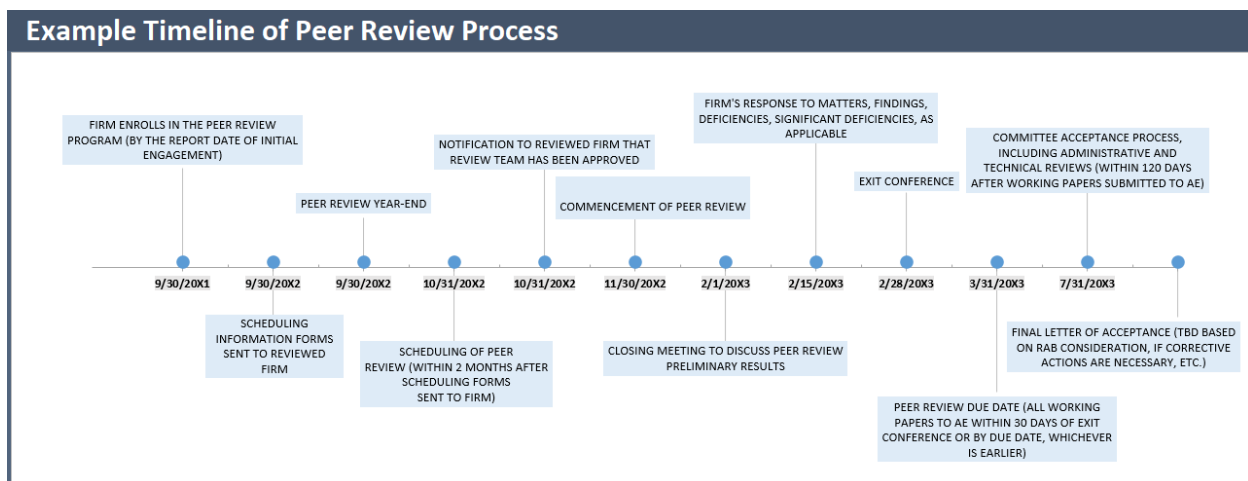 Example Timeline of Peer Review Process
FIRM ENROLLS IN THE PEER REVIEW
PROGRAM (BY THE REPORT DATE OF INITIAL
ENGAGEMENT)
PEER REVIEW YEAR-END
NOTIFICATION TO REVIEWED FIRM THAT
REVIEW TEAM HAS BEEN APPROVED
COMMENCEMENT OF PEER REVIEW
FIRM'S RESPONSE TO MATTERS, FINDINGS,
DEFICIENCIES, SIGNIFICANT DEFICIENCIES, AS
APPLICABLE
EXIT CONFERENCE
COMMITTEE ACCEPTANCE PROCESS,
INCLUDING ADMINISTRATIVE AND
TECHNICAL REVIEWS (WITHIN 120 DAYS
AFTER WORKING PAPERS SUBMITTED TO AE)
9/30/20X1
9/30/20X2
9/30/20X2
10/31/20X2
10/31/20X2
11/30/20X2
2/1/20X3
2/15/20X3
2/28/20X3
3/31/20X3
7/31/20X3
SCHEDULING
INFORMATION FORMS
SENT TO REVIEWED
FIRM
SCHEDULING OF PEER
REVIEW (WITHIN 2 MONTHS AFTER
SCHEDULING FORMS
SENT TO FIRM)
CLOSING MEETING TO DISCUSS PEER REVIEW
PRELIMINARY RESULTS
PEER REVIEW DUE DATE (ALL WORKING
PAPERS TO AE WITHIN 30 DAYS OF EXIT
CONFERENCE OR BY DUE DATE, WHICHEVER
IS EARLIER)
FINAL LETTER OF ACCEPTANCE (TBD BASED
ON RAB CONSIDERATION, IF CORRECTIVE
ACTIONS ARE NECESSARY, ETC.)